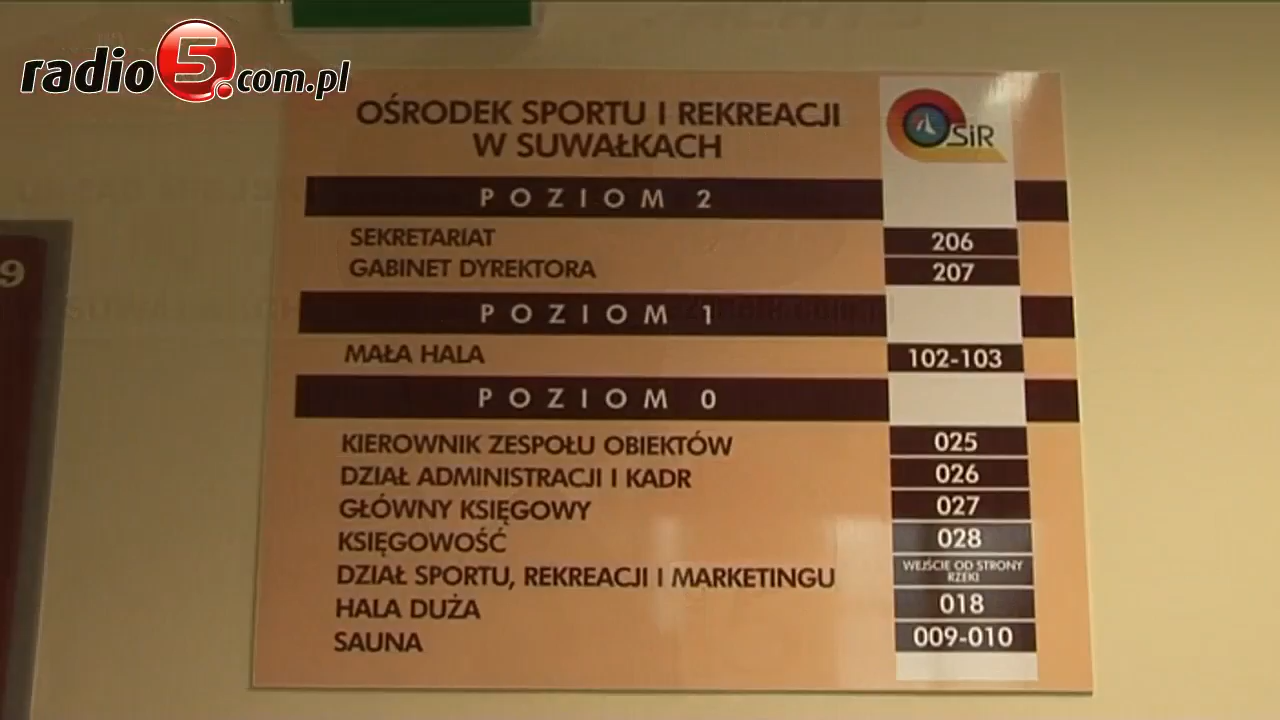 radio5.com.pl
OŚRODEK SPORTU I REKREACJI
W SUWAŁKACH
OSiR
POZIOM 2
SEKRETARIAT 206
GABINET DYREKTORA 207
POZIOM 1
MAŁA HALA 102-103
POZIOM 0
KIEROWNIK ZESPOŁU OBIEKTÓW 025
DZIAŁ ADMINISTRACJI I KADR 026
GŁÓWNY KSIĘGOWY 027
KSIĘGOWOŚĆ 028
DZIAŁ SPORTU, REKREACJI I MARKETINGU WEJŚCIE OD STRONY
RZEKI
HALA DUŻA 018
SAUNA 009-010
9